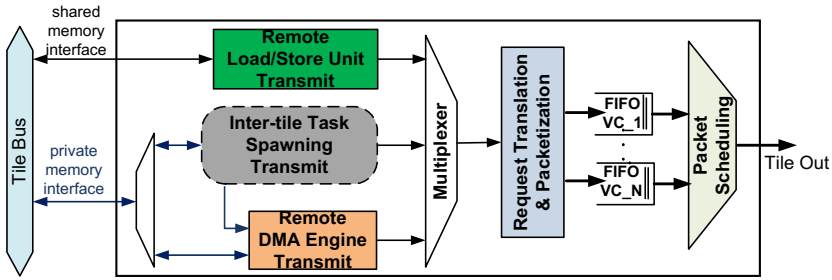 shared
memory
interface
Tile Bus
private
memory
interface
Remote
Load/Store Unit
Transmit
Inter-tile Task
Spawning
Transmit
Remote
DMA Engine
Transmit
Multiplexer
Request Translation
& Packetization
FIFO
VC_1
FIFO
VC_N
Packet
Scheduling
Tile Out